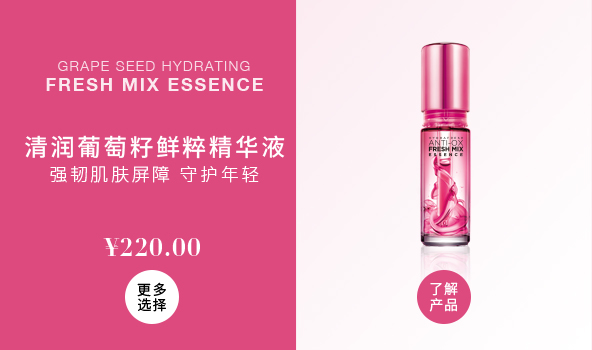 GRAPE SEED HYDRATING
FRESH MIX ESSENCE
清润葡萄籽鲜粹精华液
强韧肌肤屏障 守护年轻
¥220.00
更多
选择
ANTI-OX
FRESH MIX
ESSENCE
了解
产品